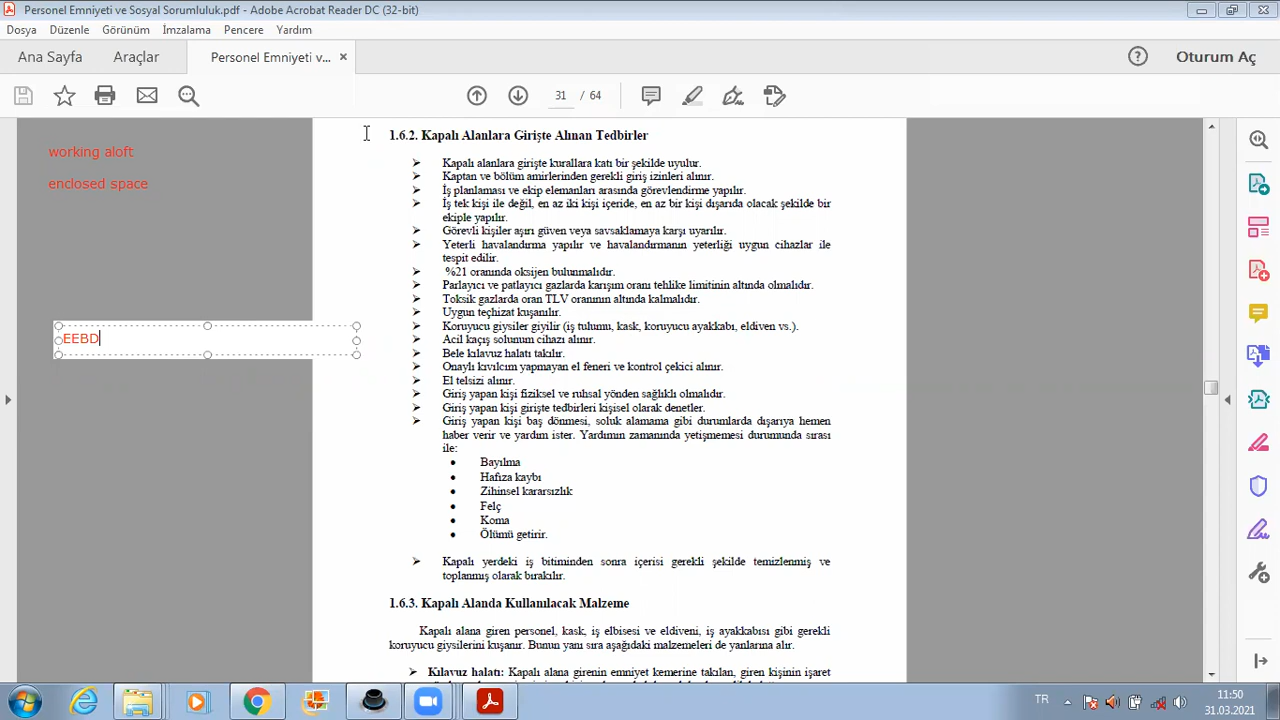 Personel Emniyeti ve Sosyal Sorumluluk.pdf - Adobe Acrobat Reader DC (32-bit)
Dosya Düzenle Görünüm İmzalama Pencere Yardım
Ana Sayfa Araçlar Personel Emniyeti v... × Oturum Aç
31 / 64
working aloft
enclosed space
EEBD
1.6.2. Kapalı Alanlara Girişte Alınan Tedbirler
Kapalı alanlara girişte kurallara katı bir şekilde uyulur.
Kaptan ve bölüm amirlerinden gerekli giriş izinleri alınır.
İş planlaması ve ekip elemanları arasında görevlendirme yapılır.
İş tek kişi ile değil, en az iki kişi içeride, en az bir kişi dışarıda olacak şekilde bir
ekiple yapılır.
Görevli kişiler aşırı güven veya savsaklamaya karşı uyarılır.
Yeterli havalandırma yapılır ve havalandırmanın yeterliği uygun cihazlar ile
tespit edilir.
%21 oranında oksijen bulunmalıdır.
Parlayıcı ve patlayıcı gazlarda karışım oranı tehlike limitinin altında olmalıdır.
Toksik gazlarda oran TLV oranının altında kalmalıdır.
Uygun teçhizat kuşanılır.
Koruyucu giysiler giyilir (iş tulumu, kask, koruyucu ayakkabı, eldiven vs.).
Acil kaçış solunum cihazı alınır.
Bele kılavuz halatı takılır.
Onaylı kıvılcım yapmayan el feneri ve kontrol çekici alınır.
El telsizi alınır.
Giriş yapan kişi fiziksel ve ruhsal yönden sağlıklı olmalıdır.
Giriş yapan kişi girişte tedbirleri kişisel olarak denetler.
Giriş yapan kişi baş dönmesi, soluk alamama gibi durumlarda dışarıya hemen
haber verir ve yardım ister. Yardımın zamanında yetişmemesi durumunda sırası
ile:
Bayılma
Hafıza kaybı
Zihinsel kararsızlık
Felç
Koma
Ölümü getirir.
Kapalı yerdeki iş bitiminden sonra içerisi gerekli şekilde temizlenmiş ve
toplanmış olarak bırakılır.
1.6.3. Kapalı Alanda Kullanılacak Malzeme
Kapalı alana giren personel, kask, iş elbisesi ve eldiveni, iş ayakkabısı gibi gerekli
koruyucu giysilerini kuşanır. Bunun yanı sıra aşağıdaki malzemeleri de yanlarına alır.
Kılavuz halatı: Kapalı alana girenin emniyet kemerine takılan, giren kişinin işaret
TR
11:50
31.03.2021